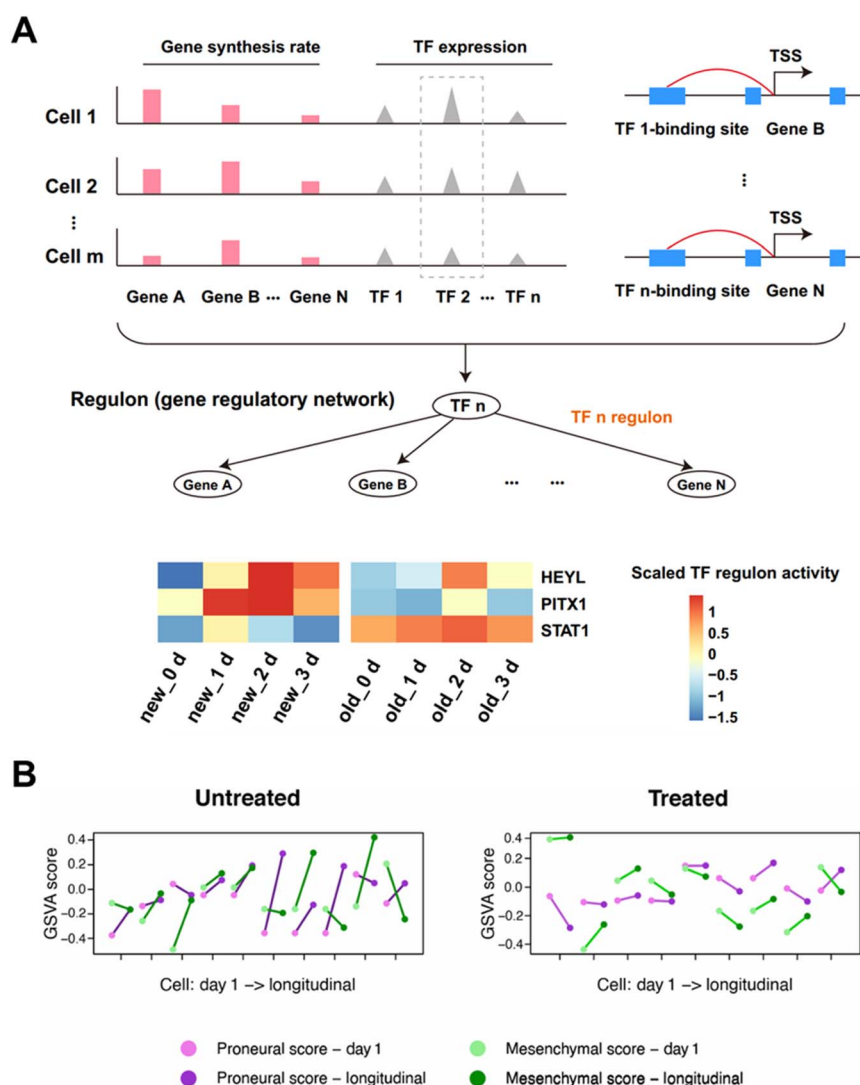 A
Gene synthesis rate
TF expression
Cell 1
Cell 2
⋮
Cell m
Gene A
Gene B
...
Gene N
TF 1
TF 2
...
TF n
TSS
TF 1-binding site
Gene B
⋮
TSS
TF n-binding site
Gene N
Regulon (gene regulatory network)
TF n
TF n regulon
Gene A
Gene B
...
...
Gene N
HEYL
PITX1
STAT1
new_0 d
new_1 d
new_2 d
new_3 d
old_0 d
old_1 d
old_2 d
old_3 d
Scaled TF regulon activity
1
0.5
0
−0.5
−1
−1.5
B
Untreated
GSVA score
0.4
0.2
0.0
−0.2
−0.4
Cell: day 1 −> longitudinal
Treated
GSVA score
0.4
0.2
0.0
−0.2
−0.4
Cell: day 1 −> longitudinal
Proneural score − day 1
Mesenchymal score − day 1
Proneural score − longitudinal
Mesenchymal score − longitudinal